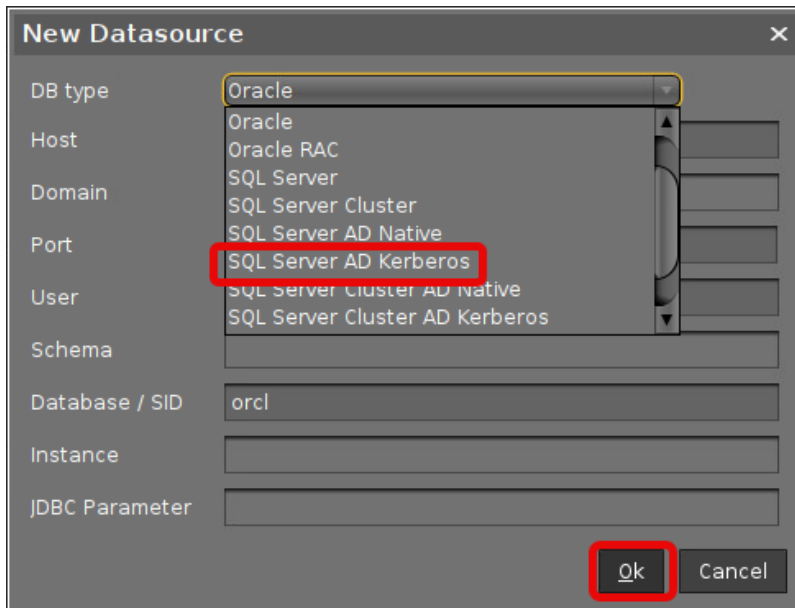 New Datasource
DB type
Oracle
Oracle
Host
Oracle RAC
SQL Server
Domain
SQL Server Cluster
SQL Server AD Native
Port
SQL Server AD Kerberos
User
SQL Server Cluster AD Native
SQL Server Cluster AD Kerberos
Schema
Database / SID
orcl
Instance
JDBC Parameter
Ok
Cancel